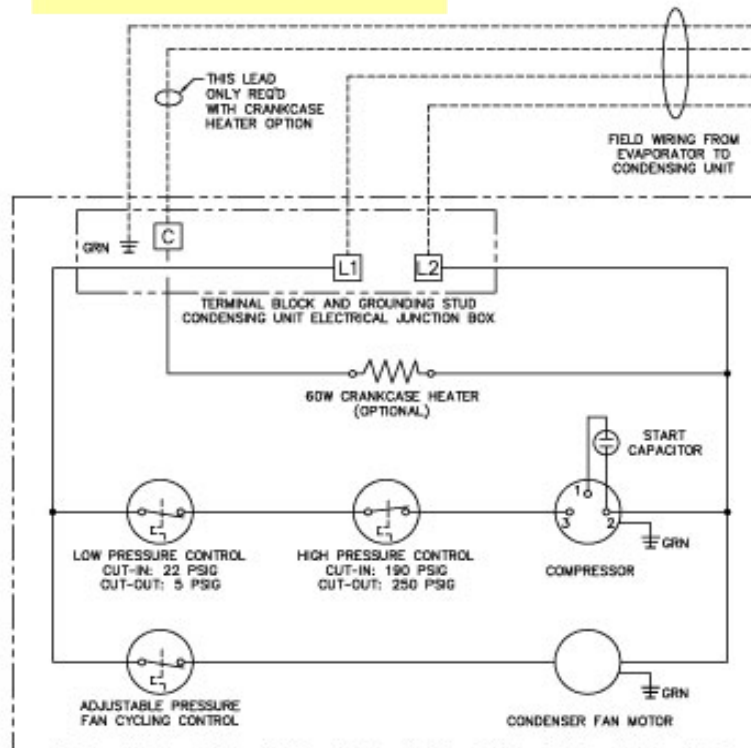 THIS LEAD
ONLY REQ'D
WITH CRANKCASE
HEATER OPTION
FIELD WIRING FROM
EVAPORATOR TO
CONDENSING UNIT
GRN
C
L1
L2
TERMINAL BLOCK AND GROUNDING STUD
CONDENSING UNIT ELECTRICAL JUNCTION BOX
60W CRANKCASE HEATER
(OPTIONAL)
START
CAPACITOR
1
3
2
GRN
LOW PRESSURE CONTROL
CUT-IN: 22 PSIG
CUT-OUT: 5 PSIG
HIGH PRESSURE CONTROL
CUT-IN: 190 PSIG
CUT-OUT: 250 PSIG
COMPRESSOR
GRN
ADJUSTABLE PRESSURE
FAN CYCLING CONTROL
CONDENSER FAN MOTOR